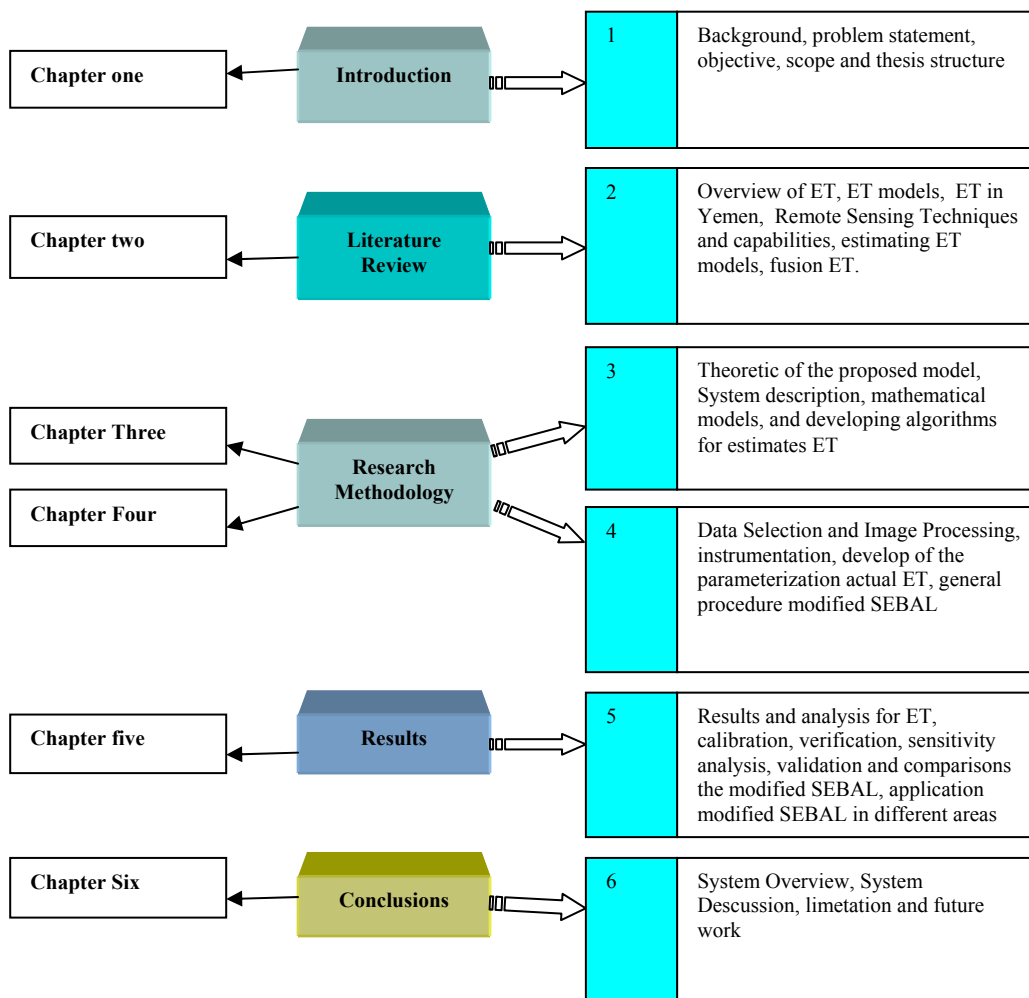 Chapter one
Introduction
1
Background, problem statement,
objective, scope and thesis structure
Chapter two
Literature
Review
2
Overview of ET, ET models, ET in
Yemen, Remote Sensing Techniques
and capabilities, estimating ET
models, fusion ET.
Chapter Three
Chapter Four
Research
Methodology
3
Theoretic of the proposed model,
System description, mathematical
models, and developing algorithms
for estimates ET
4
Data Selection and Image Processing,
instrumentation, develop of the
parameterization actual ET, general
procedure modified SEBAL
Chapter five
Results
5
Results and analysis for ET,
calibration, verification, sensitivity
analysis, validation and comparisons
the modified SEBAL, application
modified SEBAL in different areas
Chapter Six
Conclusions
6
System Overview, System
Descussion, limetation and future
work